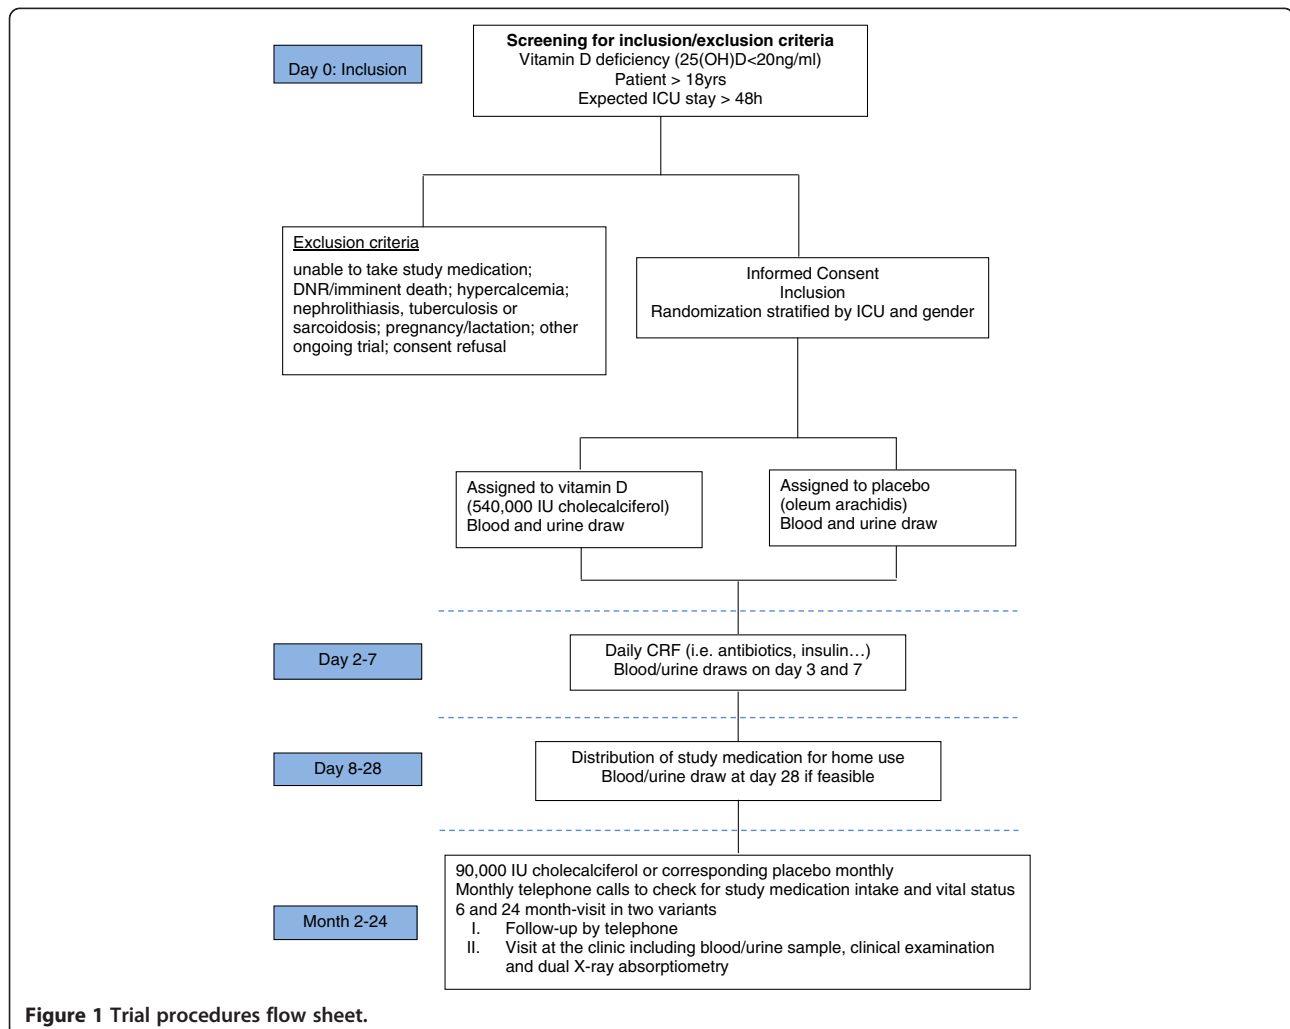 Day 0: Inclusion
Screening for inclusion/exclusion criteria
Vitamin D deficiency (25(OH)D<20ng/ml)
Patient > 18yrs
Expected ICU stay > 48h
Exclusion criteria
unable to take study medication;
DNR/imminent death; hypercalcemia;
nephrolithiasis, tuberculosis or
sarcoidosis; pregnancy/lactation; other
ongoing trial; consent refusal
Informed Consent
Inclusion
Randomization stratified by ICU and gender
Assigned to vitamin D
(540,000 IU cholecalciferol)
Blood and urine draw
Assigned to placebo
(oleum arachidis)
Blood and urine draw
Day 2-7
Daily CRF (i.e. antibiotics, insulin…)
Blood/urine draws on day 3 and 7
Day 8-28
Distribution of study medication for home use
Blood/urine draw at day 28 if feasible
Month 2-24
90,000 IU cholecalciferol or corresponding placebo monthly
Monthly telephone calls to check for study medication intake and vital status
6 and 24 month-visit in two variants
I. Follow-up by telephone
II. Visit at the clinic including blood/urine sample, clinical examination
and dual X-ray absorptiometry
Figure 1 Trial procedures flow sheet.